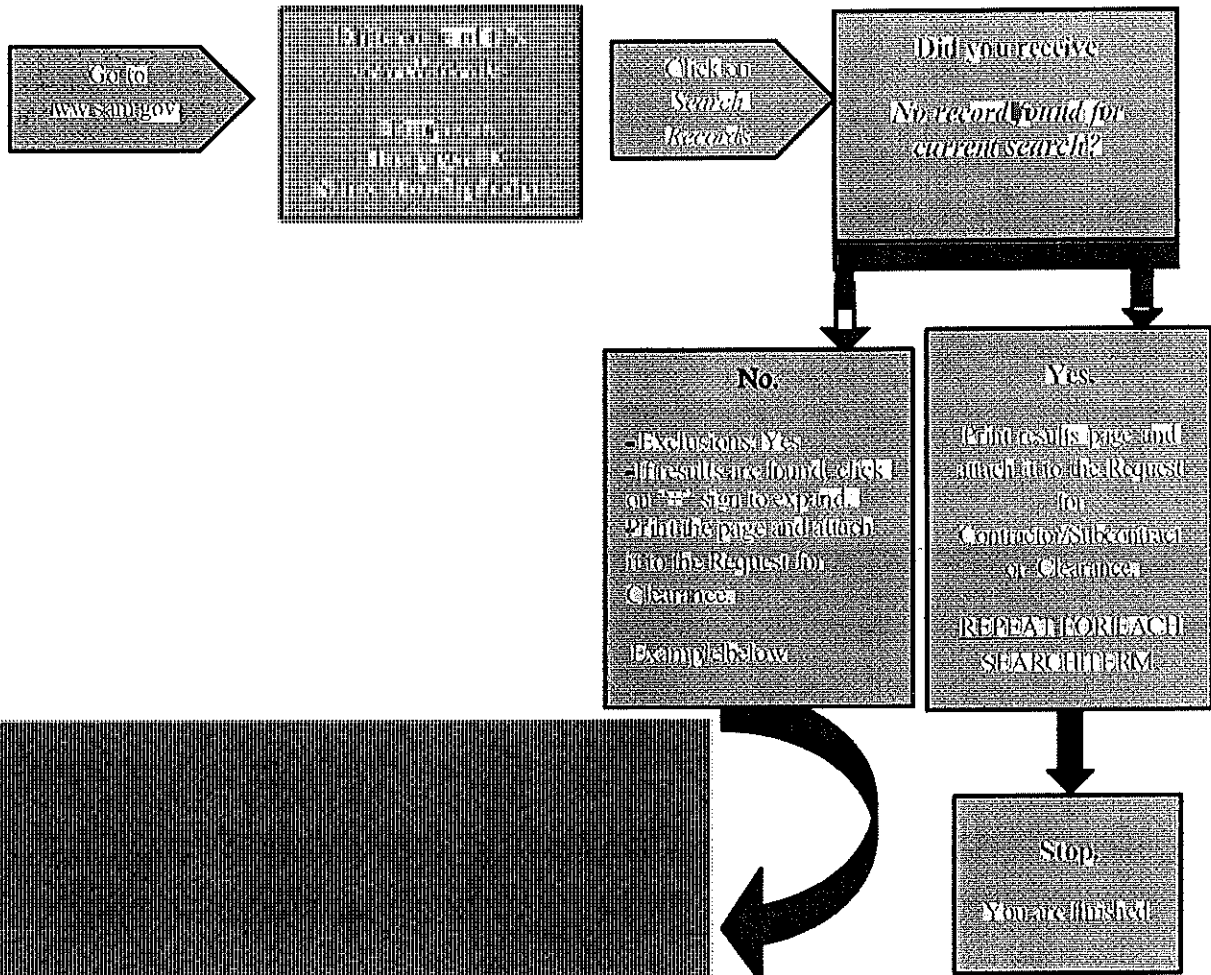 Go to
www.sam.gov
Click on
Search
Records
Did you receive
No record found for
current search?
No.
-Exclusions: Yes
-If results are found, click
on "+" sign to expand.
-Print the page and attach
it to the Request for
Clearance.
Example below
Yes.
Print results page and
attach it to the Request
for
Contractor/Subcontract
or Clearance.
REPEAT FOR EACH
SEARCH TERM
Stop.
You are finished